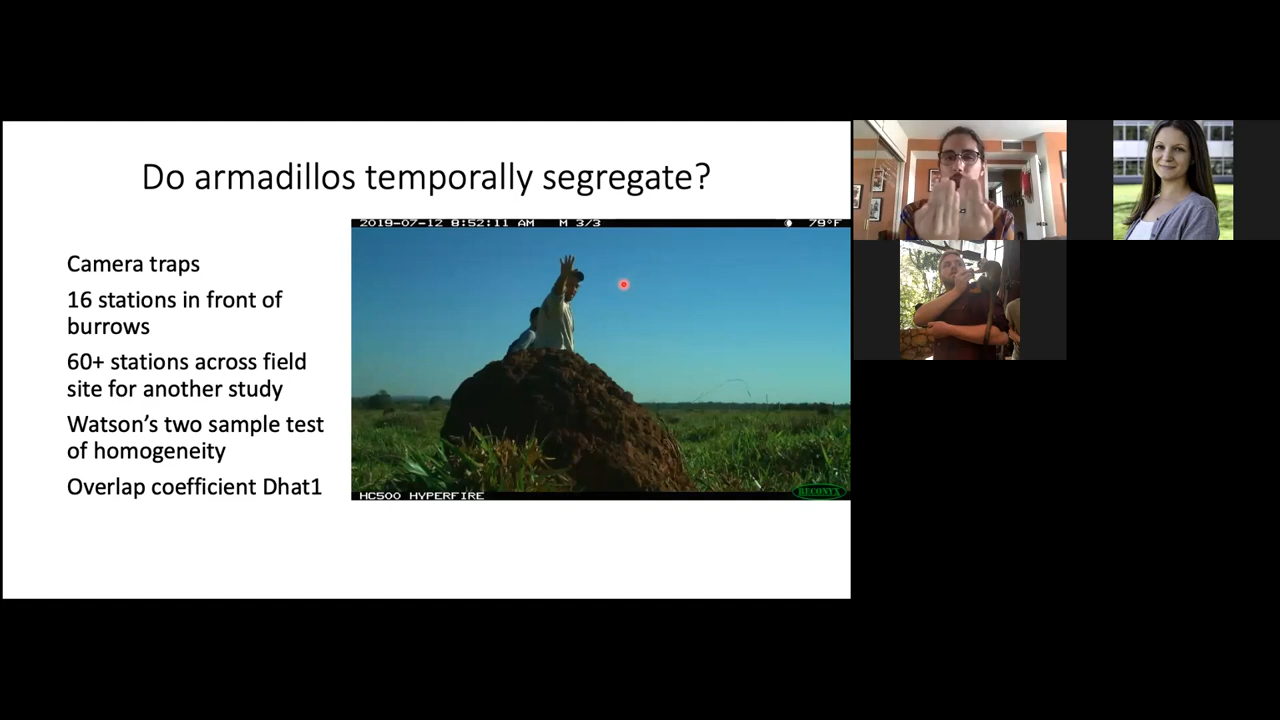 Do armadillos temporally segregate?
2019-07-12 8:52:11 AM M 3/3 79°F
Camera traps
16 stations in front of
burrows
60+ stations across field
site for another study
Watson's two sample test
of homogeneity
Overlap coefficient Dhat1
HC500 HYPERFIRE
RECONYX